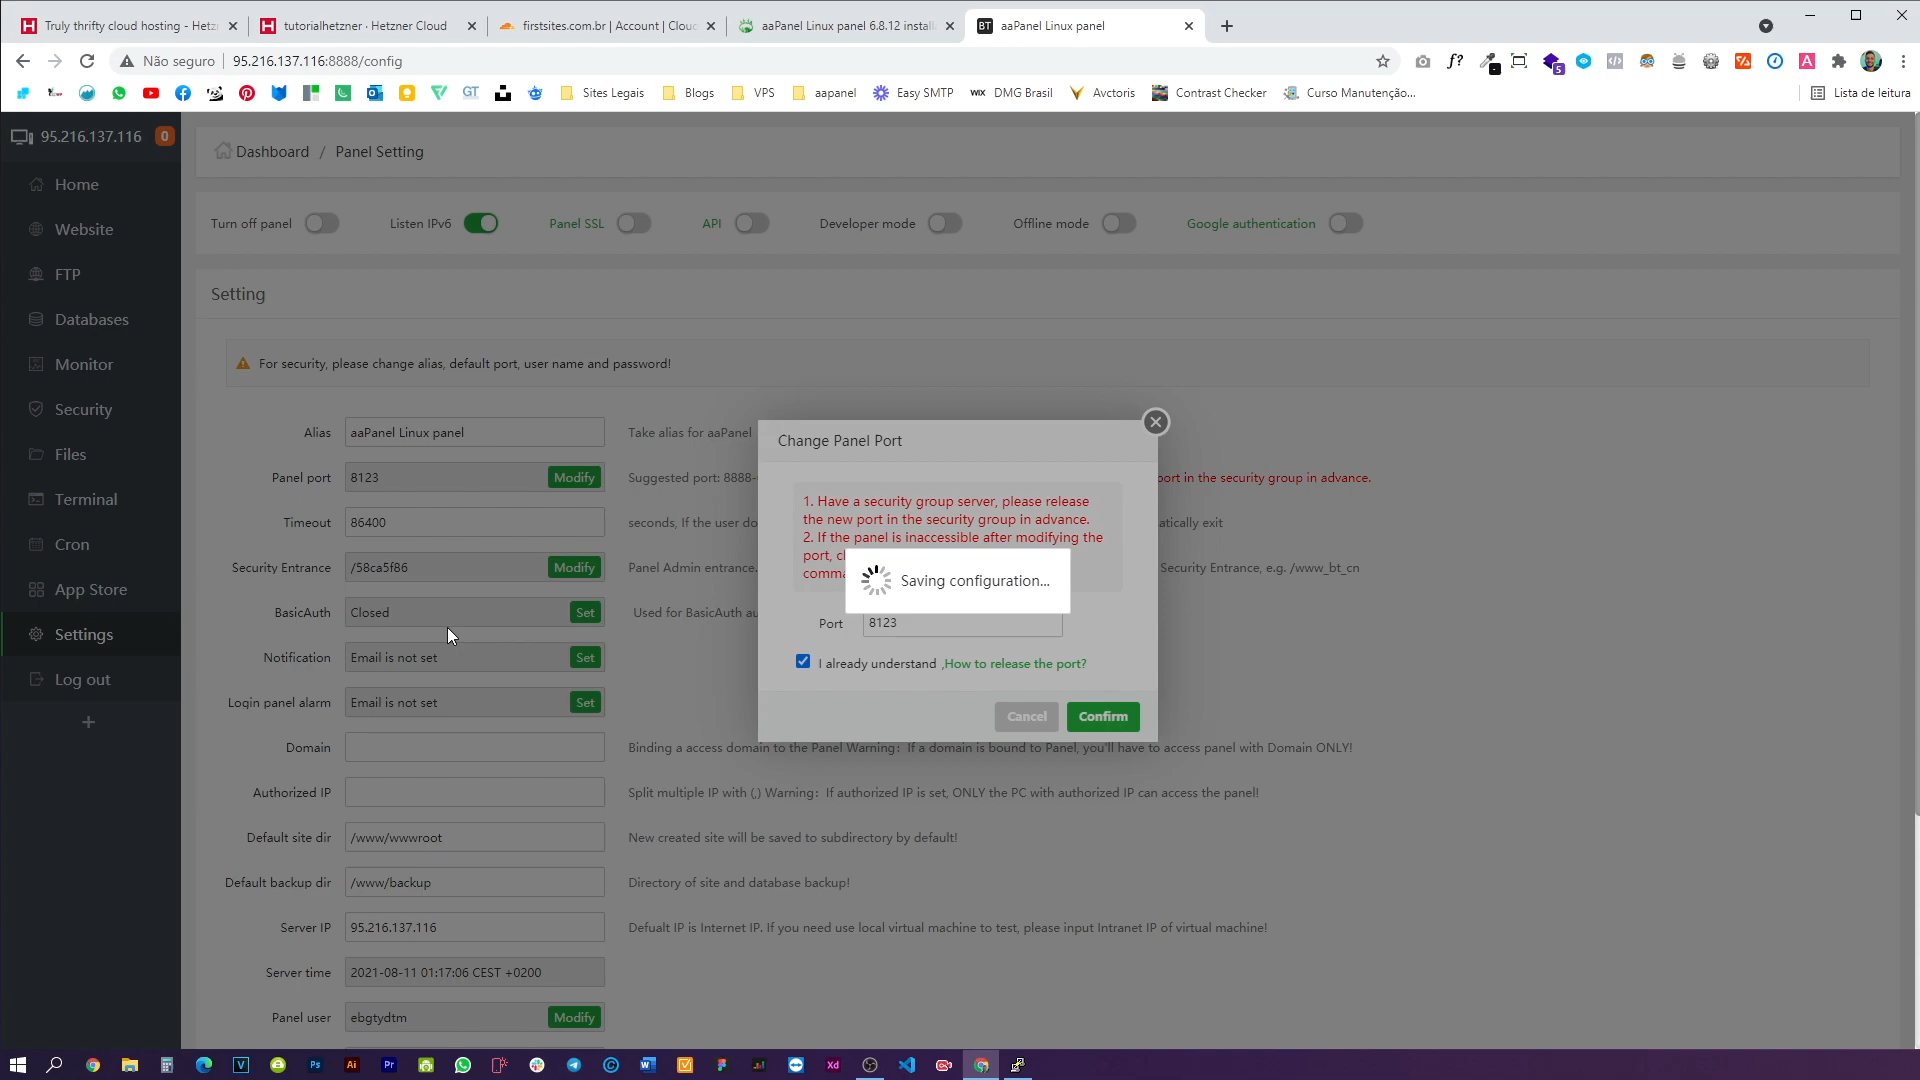 Truly thrifty cloud hosting - Hetz
tutorialhetzner · Hetzner Cloud
firstsites.com.br | Account | Clou
aaPanel Linux panel 6.8.12 install
BT aaPanel Linux panel
Não seguro 95.216.137.116:8888/config
f?
5
A
GT
Sites Legais
Blogs
VPS
aapanel
Easy SMTP
WIX DMG Brasil
Avctoris
Contrast Checker
Curso Manutenção...
Lista de leitura
95.216.137.116 0
Home
Website
FTP
Databases
Monitor
Security
Files
Terminal
Cron
App Store
Settings
Log out
+
Dashboard / Panel Setting
Turn off panel
Listen IPv6
Panel SSL
API
Developer mode
Offline mode
Google authentication
Setting
For security, please change alias, default port, user name and password!
Alias aaPanel Linux panel Take alias for aaPanel
Panel port 8123 Modify Suggested port: 8888- port in the security group in advance.
Timeout 86400 seconds, If the user do atically exit
Security Entrance /58ca5f86 Modify Panel Admin entrance. Security Entrance, e.g. /www_bt_cn
BasicAuth Closed Set Used for BasicAuth au
Notification Email is not set Set
Login panel alarm Email is not set Set
Domain Binding a access domain to the Panel Warning：If a domain is bound to Panel, you'll have to access panel with Domain ONLY!
Authorized IP Split multiple IP with (,) Warning：If authorized IP is set, ONLY the PC with authorized IP can access the panel!
Default site dir /www/wwwroot New created site will be saved to subdirectory by default!
Default backup dir /www/backup Directory of site and database backup!
Server IP 95.216.137.116 Defualt IP is Internet IP. If you need use local virtual machine to test, please input Intranet IP of virtual machine!
Server time 2021-08-11 01:17:06 CEST +0200
Panel user ebgtydtm Modify
Change Panel Port
1. Have a security group server, please release
the new port in the security group in advance.
2. If the panel is inaccessible after modifying the
port, c
comma
Saving configuration...
Port 8123
I already understand ,How to release the port?
Cancel
Confirm
V
Ps
Ai
Pr
Xd